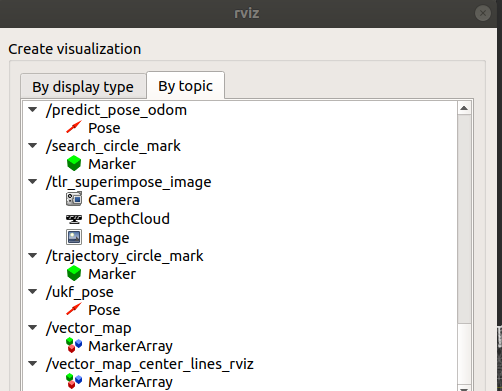 rviz
Create visualization
By display type By topic
/predict_pose_odom
Pose
/search_circle_mark
Marker
/tlr_superimpose_image
Camera
DepthCloud
Image
/trajectory_circle_mark
Marker
/ukf_pose
Pose
/vector_map
MarkerArray
/vector_map_center_lines_rviz
MarkerArray